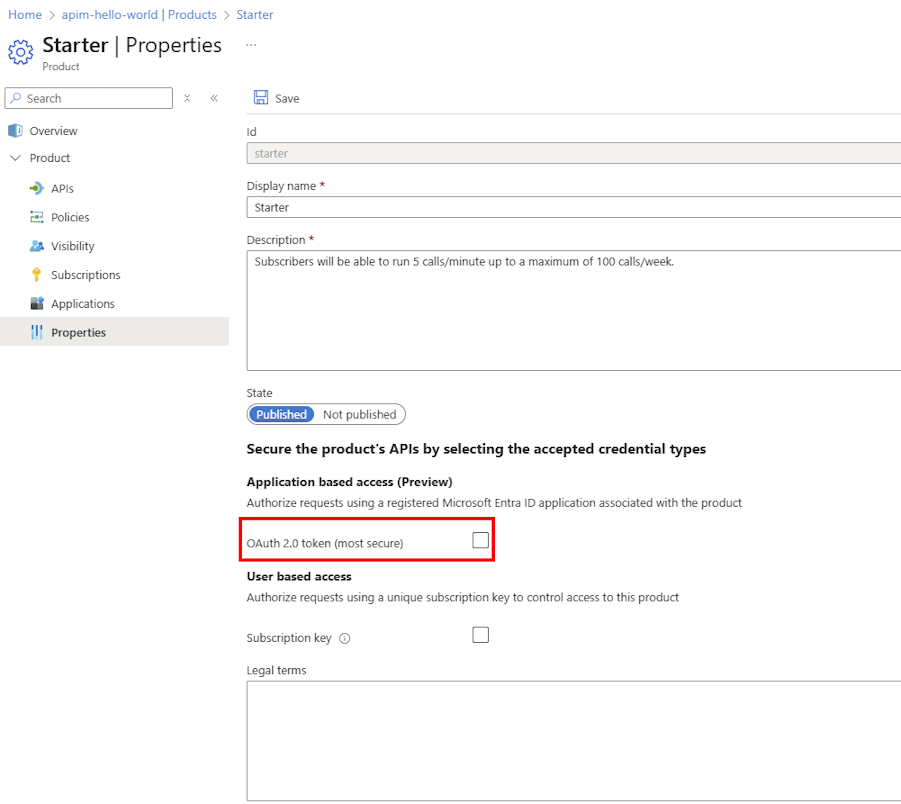 Home > apim-hello-world | Products > Starter
Starter | Properties ...
Product
Search
Overview
Product
APIs
Policies
Visibility
Subscriptions
Applications
Properties
Save
Id
starter
Display name *
Starter
Description *
Subscribers will be able to run 5 calls/minute up to a maximum of 100 calls/week.
State
Published Not published
Secure the product's APIs by selecting the accepted credential types
Application based access (Preview)
Authorize requests using a registered Microsoft Entra ID application associated with the product
OAuth 2.0 token (most secure)
User based access
Authorize requests using a unique subscription key to control access to this product
Subscription key
Legal terms